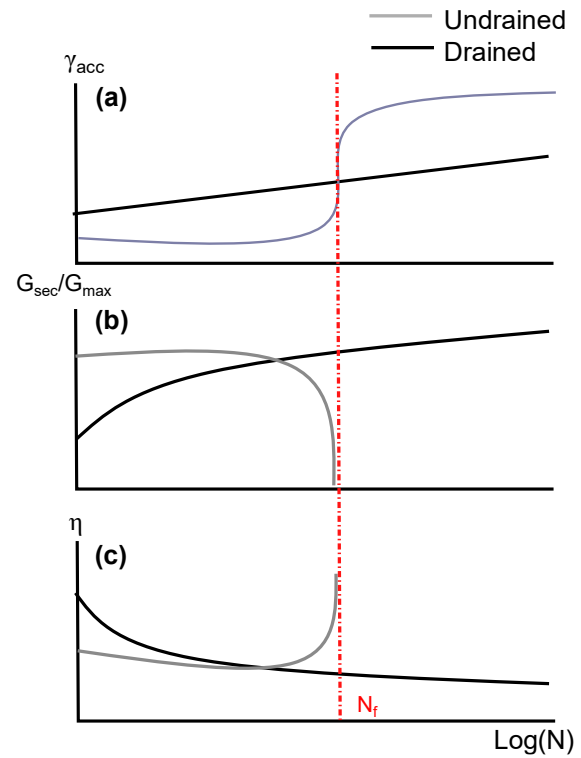 Undrained
Drained
γacc
(a)
Gsec/Gmax
(b)
η
(c)
Nf
Log(N)